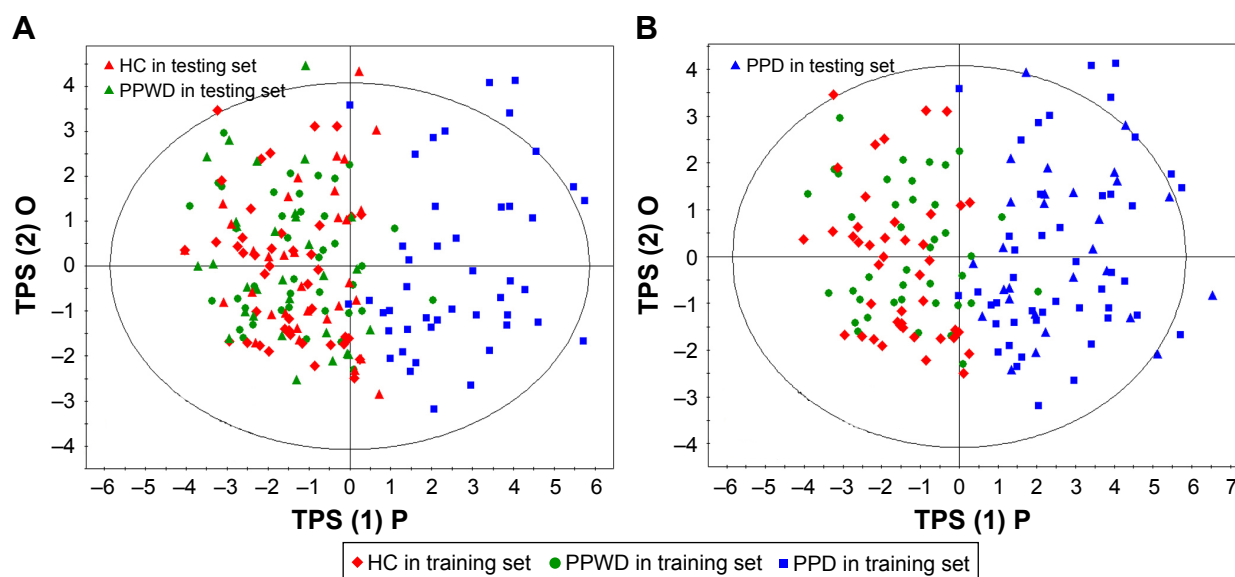 A
B
HC in testing set
PPWD in testing set
PPD in testing set
4
3
2
1
0
–1
–2
–3
–4
TPS (2) O
4
3
2
1
0
–1
–2
–3
–4
TPS (2) O
–6 –5 –4 –3 –2 –1 0 1 2 3 4 5 6
–6 –5 –4 –3 –2 –1 0 1 2 3 4 5 6 7
TPS (1) P
TPS (1) P
HC in training set PPWD in training set PPD in training set